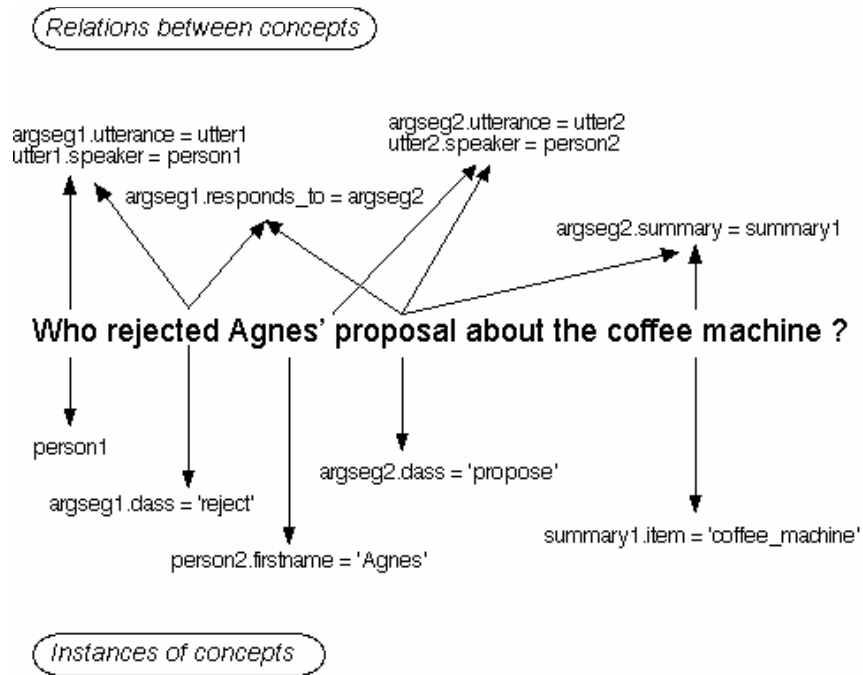 Relations between concepts
argseg1.utterance = utter1
utter1.speaker = person1
argseg2.utterance = utter2
utter2.speaker = person2
argseg1.responds_to = argseg2
argseg2.summary = summary1
Who rejected Agnes’ proposal about the coffee machine ?
person1
argseg2.class = 'propose'
argseg1.class = 'reject'
summary1.item = 'coffee_machine'
person2.firstname = 'Agnes'
Instances of concepts